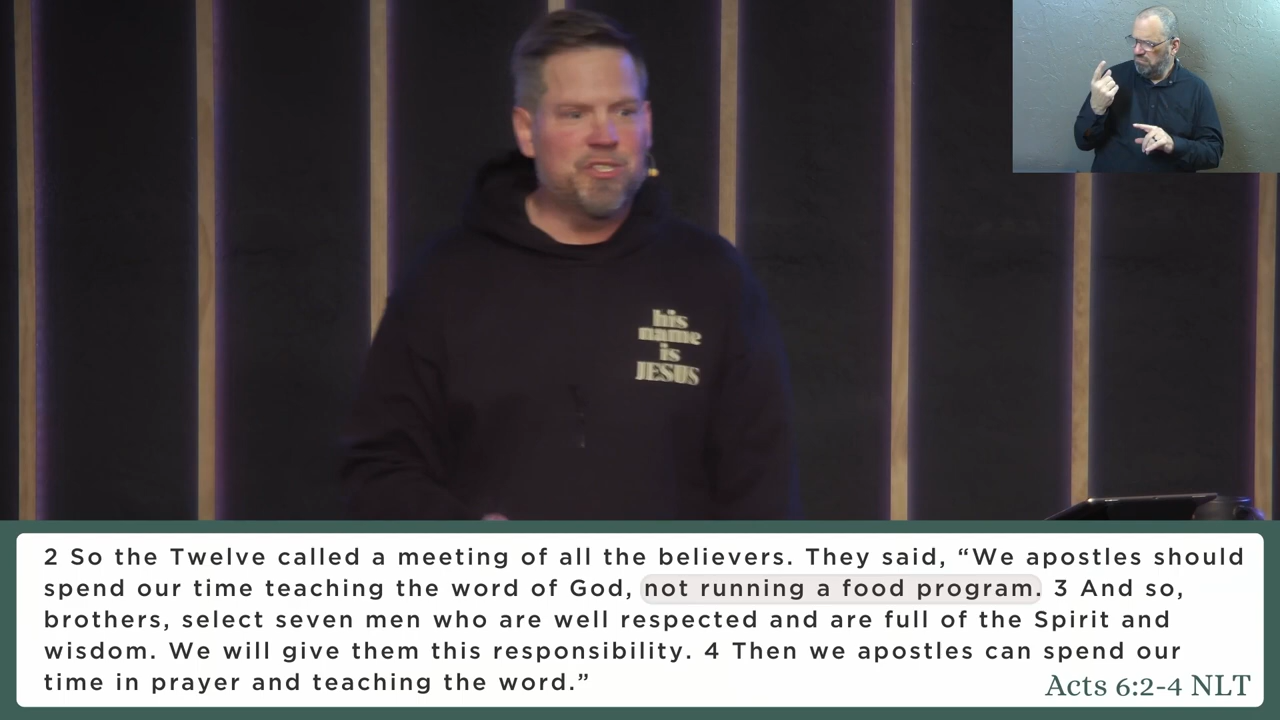 his
name
is
JESUS
2 So the Twelve called a meeting of all the believers. They said, “We apostles should
spend our time teaching the word of God, not running a food program. 3 And so,
brothers, select seven men who are well respected and are full of the Spirit and
wisdom. We will give them this responsibility. 4 Then we apostles can spend our
time in prayer and teaching the word.”
Acts 6:2-4 NLT